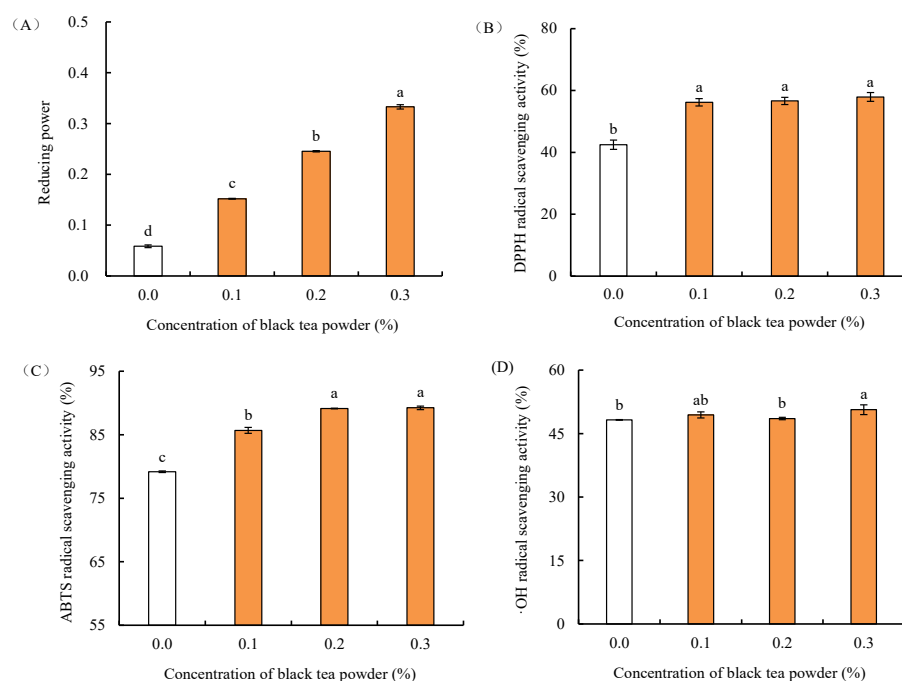 （A）
0.5
0.4
0.3
0.2
0.1
0.0
Reducing power
d
c
b
a
0.0 0.1 0.2 0.3
Concentration of black tea powder (%)
（B）
80
60
40
20
0
DPPH radical scavenging activity (%)
b
a
a
a
0.0 0.1 0.2 0.3
Concentration of black tea powder (%)
（C）
95
85
75
65
55
ABTS radical scavenging activity (%)
c
b
a
a
0.0 0.1 0.2 0.3
Concentration of black tea powder (%)
(D)
60
45
30
15
0
·OH radical scavenging activity (%)
b
ab
b
a
0.0 0.1 0.2 0.3
Concentration of black tea powder (%)